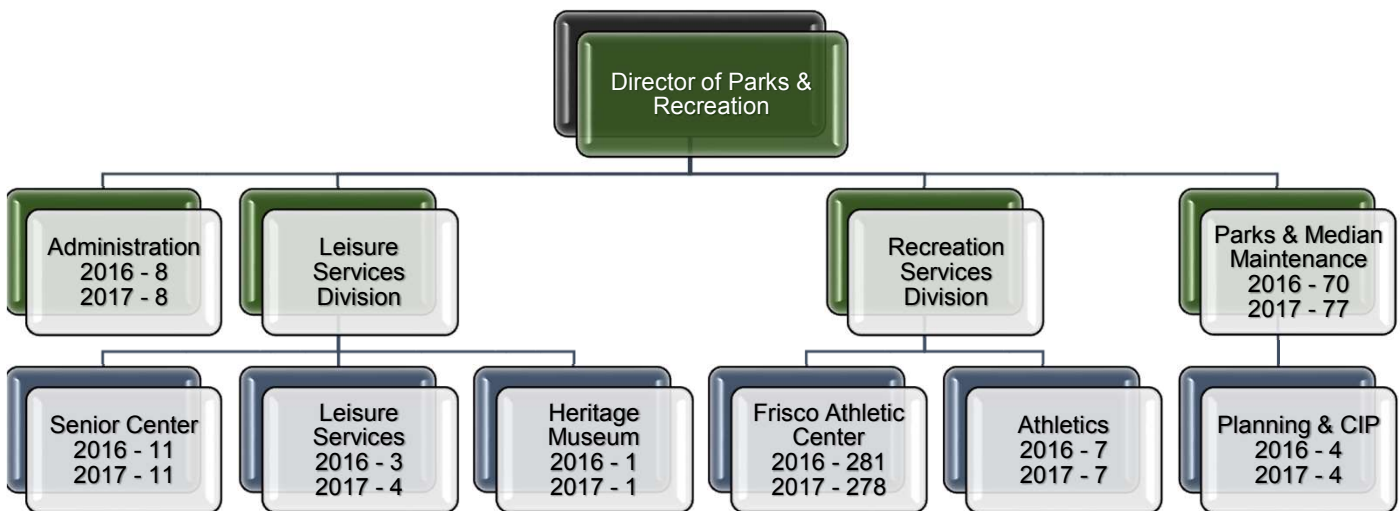 Director of Parks &
Recreation
Administration
2016 - 8
2017 - 8
Leisure
Services
Division
Recreation
Services
Division
Parks & Median
Maintenance
2016 - 70
2017 - 77
Senior Center
2016 - 11
2017 - 11
Leisure
Services
2016 - 3
2017 - 4
Heritage
Museum
2016 - 1
2017 - 1
Frisco Athletic
Center
2016 - 281
2017 - 278
Athletics
2016 - 7
2017 - 7
Planning & CIP
2016 - 4
2017 - 4